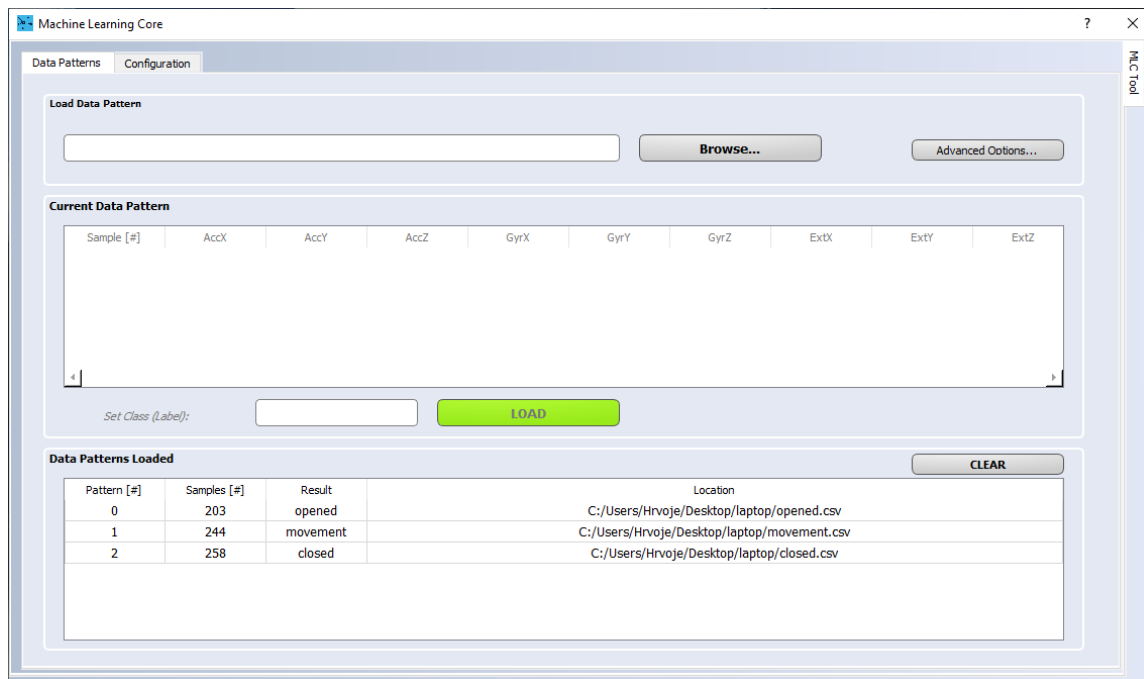 Machine Learning Core ? X
Data Patterns Configuration
MLC Tool
Load Data Pattern
Browse... Advanced Options...
Current Data Pattern
Sample [#] AccX AccY AccZ GyrX GyrY GyrZ ExtX ExtY ExtZ
Set Class (Label): LOAD
Data Patterns Loaded CLEAR
Pattern [#] Samples [#] Result Location
0 203 opened C:/Users/Hrvoje/Desktop/laptop/opened.csv
1 244 movement C:/Users/Hrvoje/Desktop/laptop/movement.csv
2 258 closed C:/Users/Hrvoje/Desktop/laptop/closed.csv